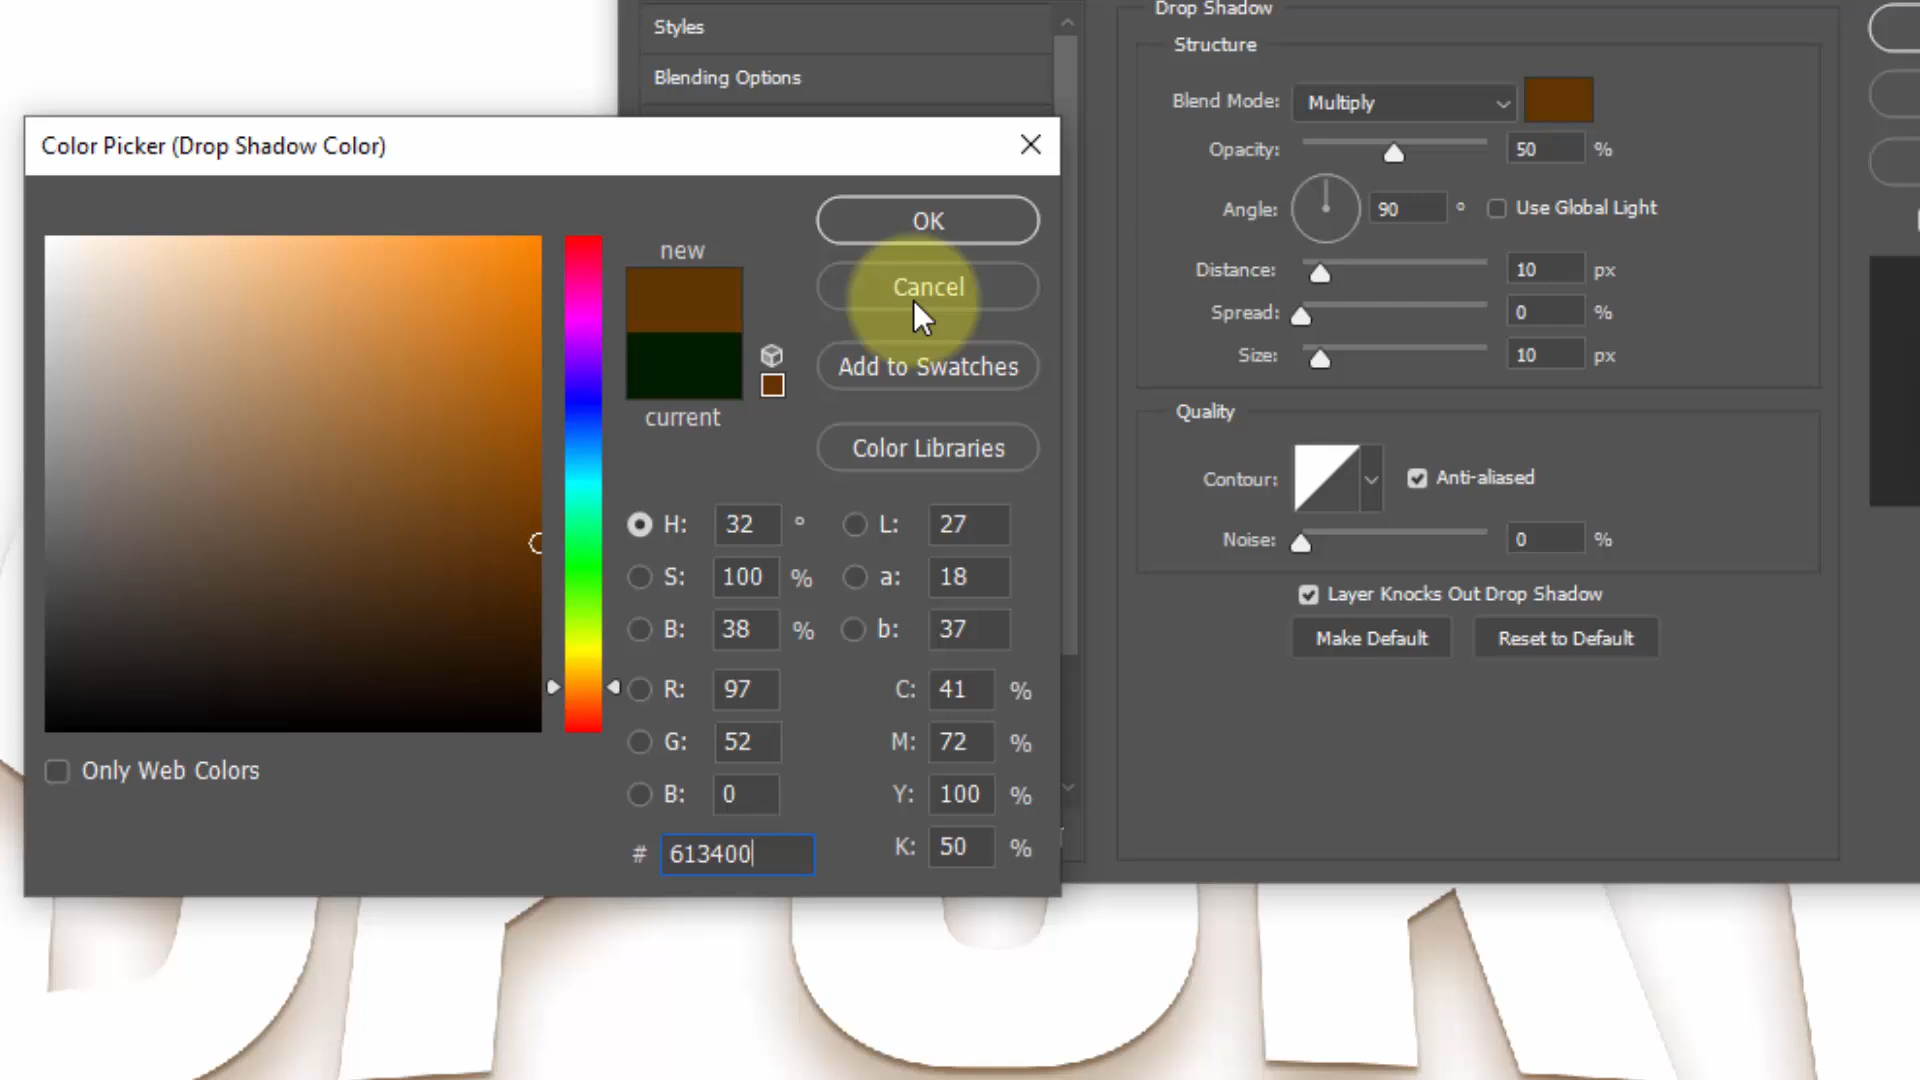 Drop Shadow
Styles
Structure
Blending Options
Blend Mode: Multiply
Opacity: 50 %
Angle: 90 ° Use Global Light
Distance: 10 px
Spread: 0 %
Size: 10 px
Quality
Contour: Anti-aliased
Noise: 0 %
Layer Knocks Out Drop Shadow
Make Default Reset to Default
Color Picker (Drop Shadow Color)
new
current
OK
Cancel
Add to Swatches
Color Libraries
H: 32 ° L: 27
S: 100 % a: 18
B: 38 % b: 37
R: 97 C: 41 %
G: 52 M: 72 %
B: 0 Y: 100 %
# 613400 K: 50 %
Only Web Colors